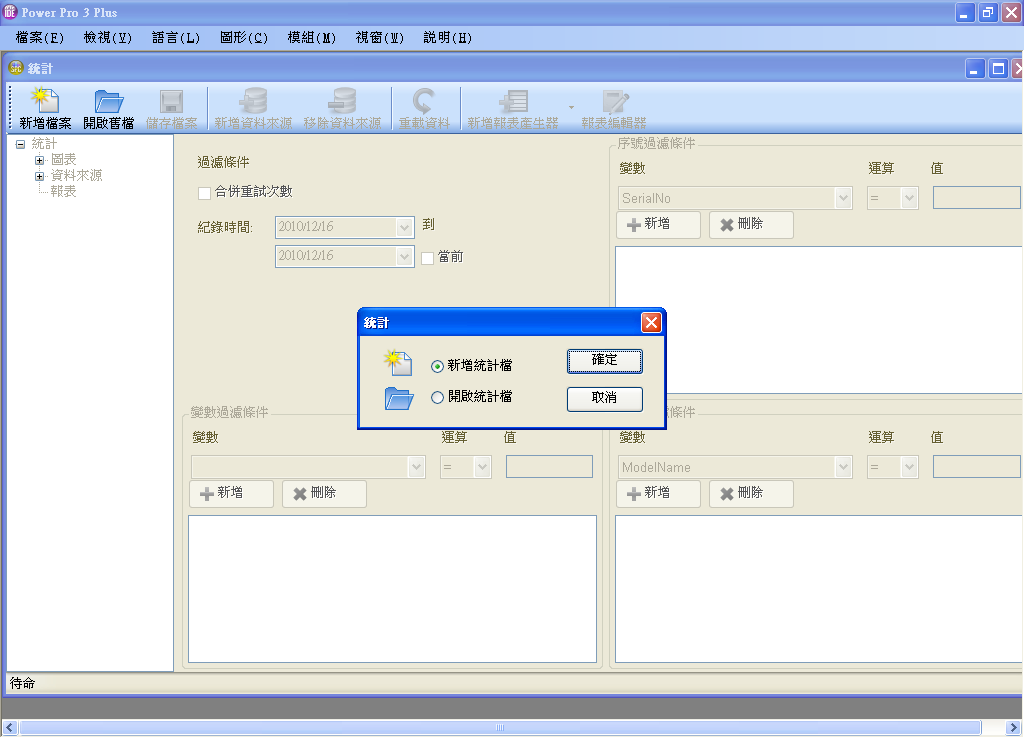 Power Pro 3 Plus
檔案(F) 檢視(V) 語言(L) 圖形(C) 模組(M) 視窗(W) 說明(H)
統計
新增檔案 開啟舊檔 儲存檔案 新增資料來源 移除資料來源 重載資料 新增報表產生器 報表編輯器
統計
圖表
資料來源
報表
過濾條件
合併重試次數
紀錄時間: 2010/12/16 到
2010/12/16 當前
序號過濾條件
變數 運算 值
SerialNo =
新增 刪除
統計
新增統計檔 確定
開啟統計檔 取消
變數過濾條件
變數 運算 值
=
新增 刪除
條件
變數 運算 值
ModelName =
新增 刪除
待命